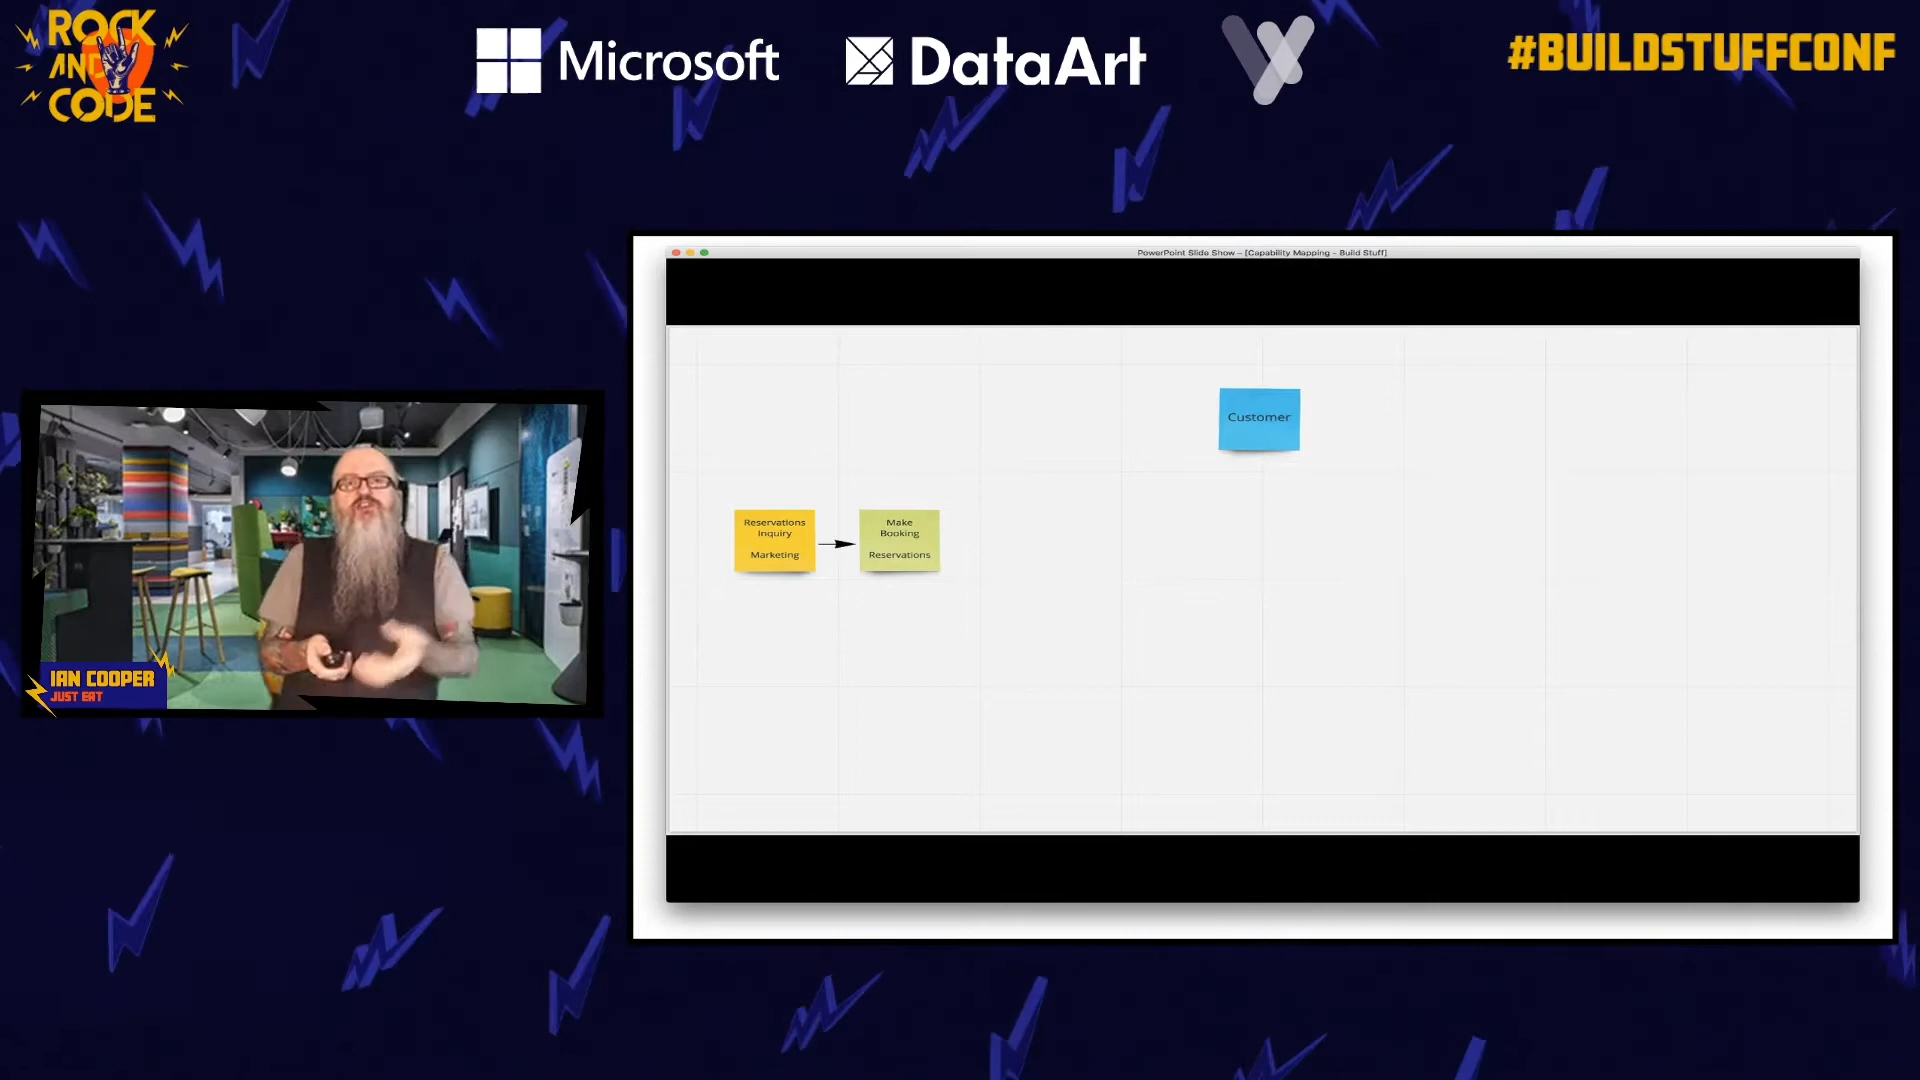 ROCK
AND
CODE
Microsoft
DataArt
#BUILDSTUFFCONF
PowerPoint Slide Show – [Capability Mapping - Build Stuff]
Customer
Reservations
Inquiry
Marketing
Make
Booking
Reservations
IAN COOPER
JUST EAT